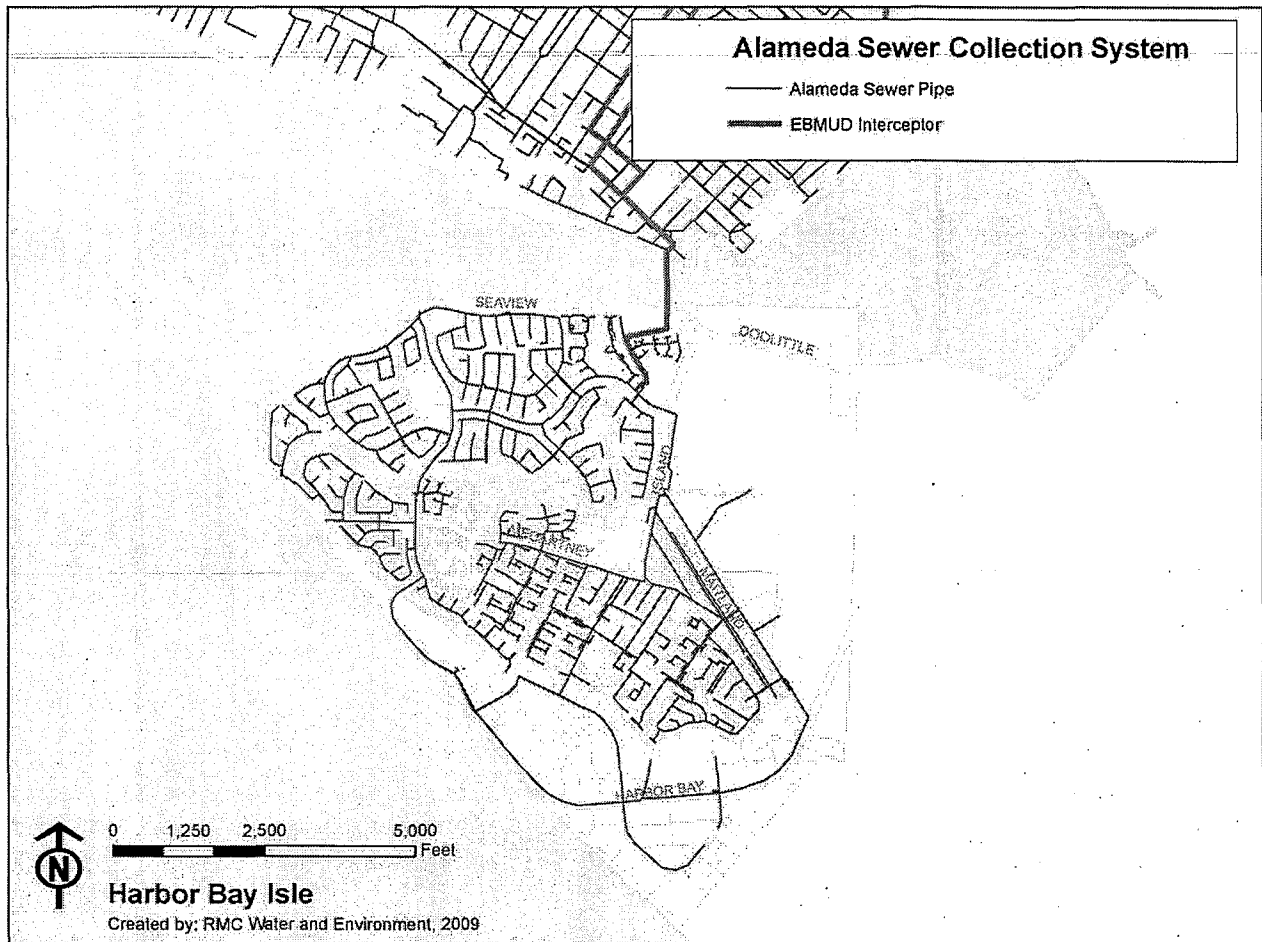 Alameda Sewer Collection System
Alameda Sewer Pipe
EBMUD Interceptor
SEAVIEW
DOOLITTLE
ISLAND
MECARTNEY
MAITLAND
HARBOR BAY
0 1,250 2,500 5,000
Feet
N
Harbor Bay Isle
Created by: RMC Water and Environment, 2009